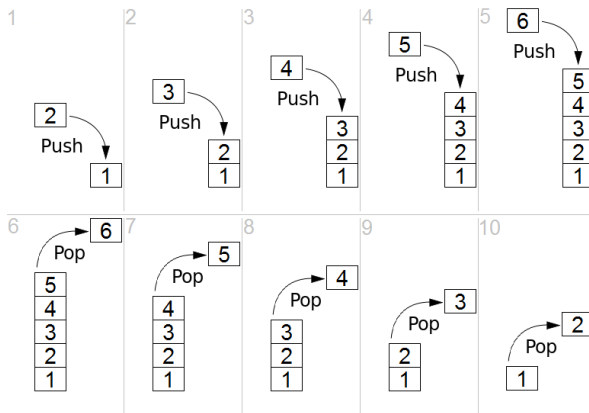 1 2 3 4 5
2 Push 1
3 Push 2 1
4 Push 3 2 1
5 Push 4 3 2 1
6 Push 5 4 3 2 1
6 7 8 9 10
6 Pop 5 4 3 2 1
5 Pop 4 3 2 1
4 Pop 3 2 1
3 Pop 2 1
2 Pop 1